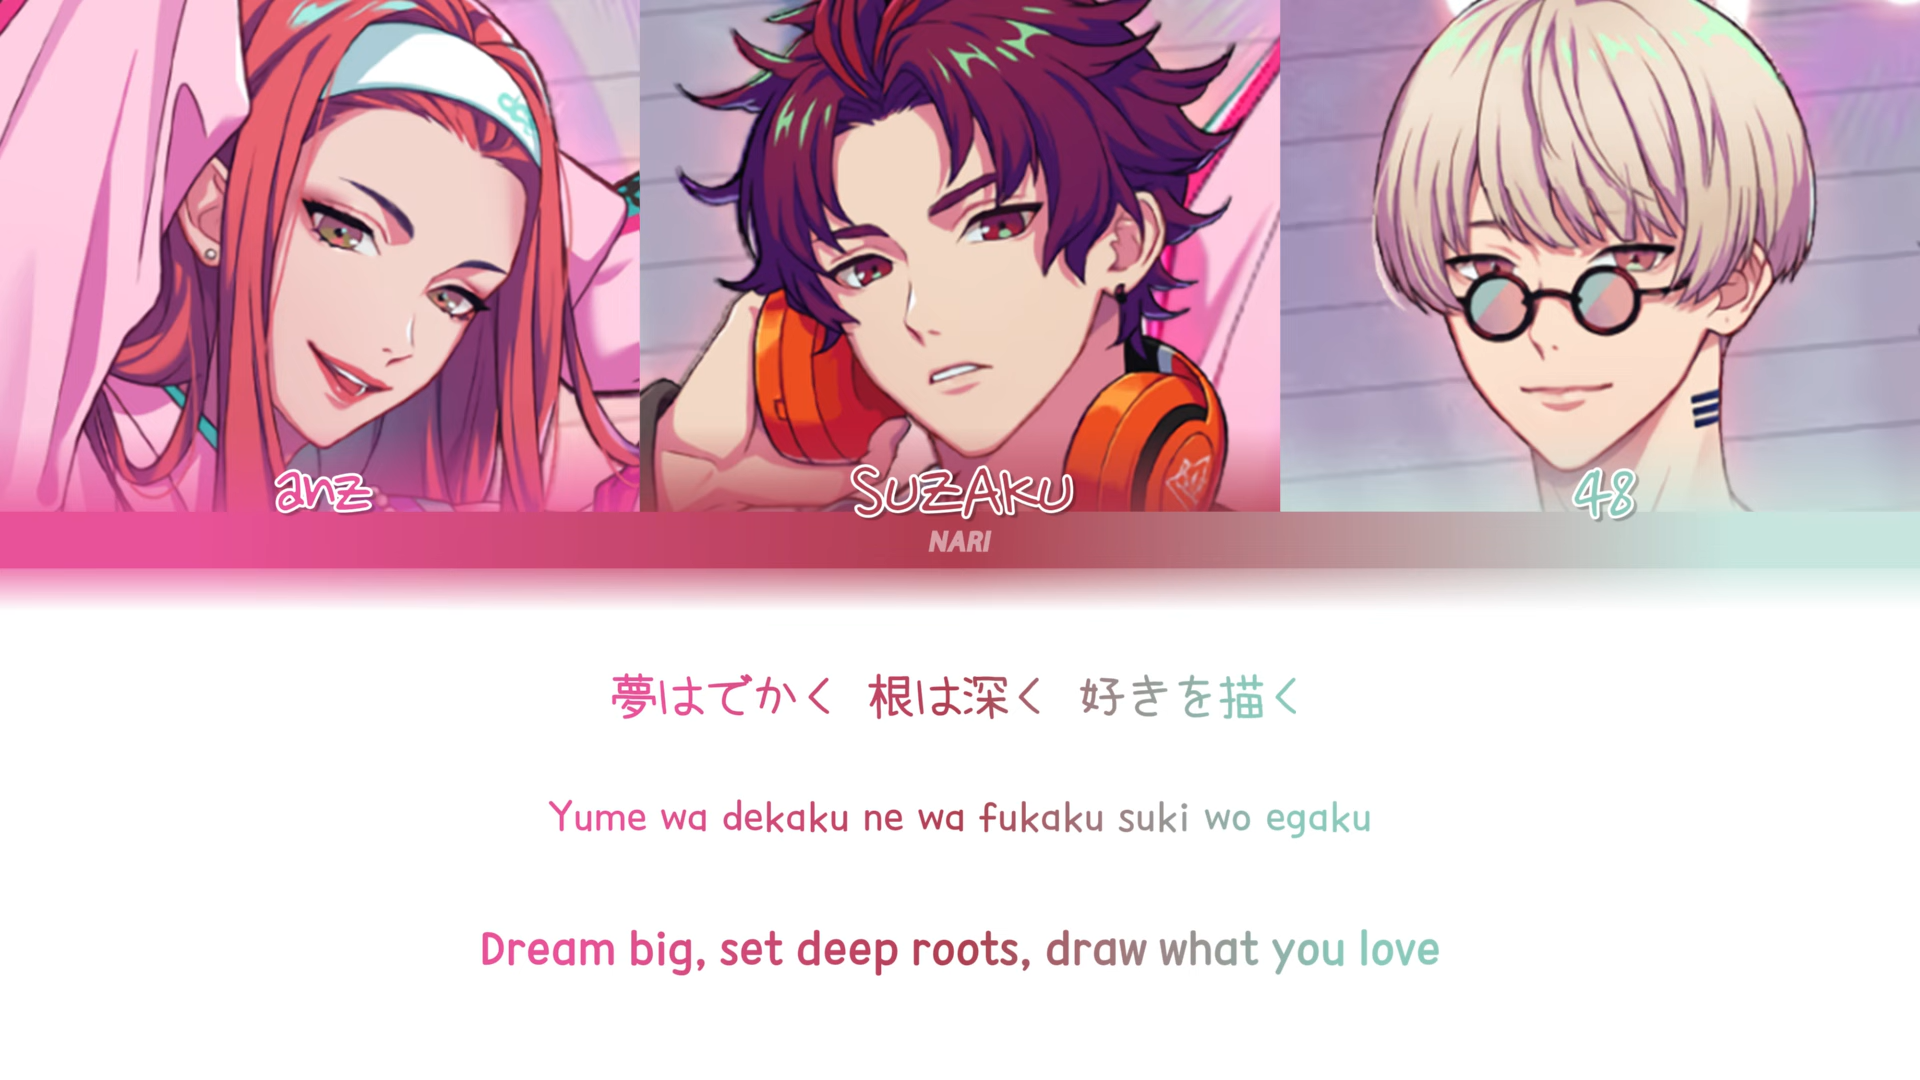 anz
SUZAKU
48
NARI
夢はでかく 根は深く 好きを描く
Yume wa dekaku ne wa fukaku suki wo egaku
Dream big, set deep roots, draw what you love